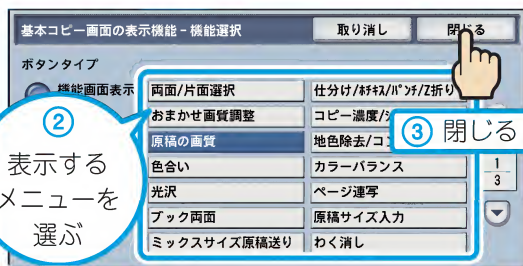 基本コピー画面の表示機能 - 機能選択
取り消し
閉じる
ボタンタイプ
機能画面表示
両面/片面選択
仕分け/ホチキス/パンチ/Z折り
おまかせ画質調整
コピー濃度/
原稿の画質
地色除去/コン
色合い
カラーバランス
光沢
ページ連写
ブック両面
原稿サイズ入力
ミックスサイズ原稿送り
わく消し
1
3
②
表示する
メニューを
選ぶ
③ 閉じる